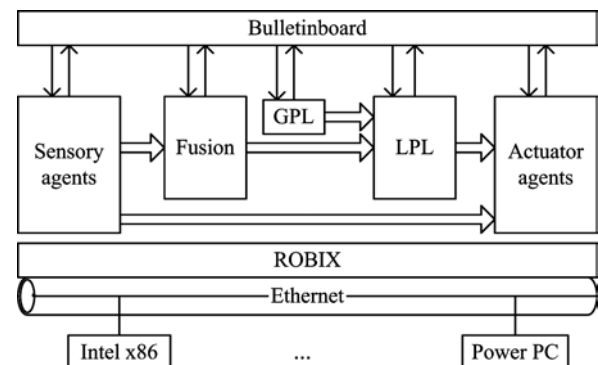 Bulletinboard
GPL
Sensory
agents
Fusion
LPL
Actuator
agents
ROBIX
Ethernet
Intel x86
...
Power PC